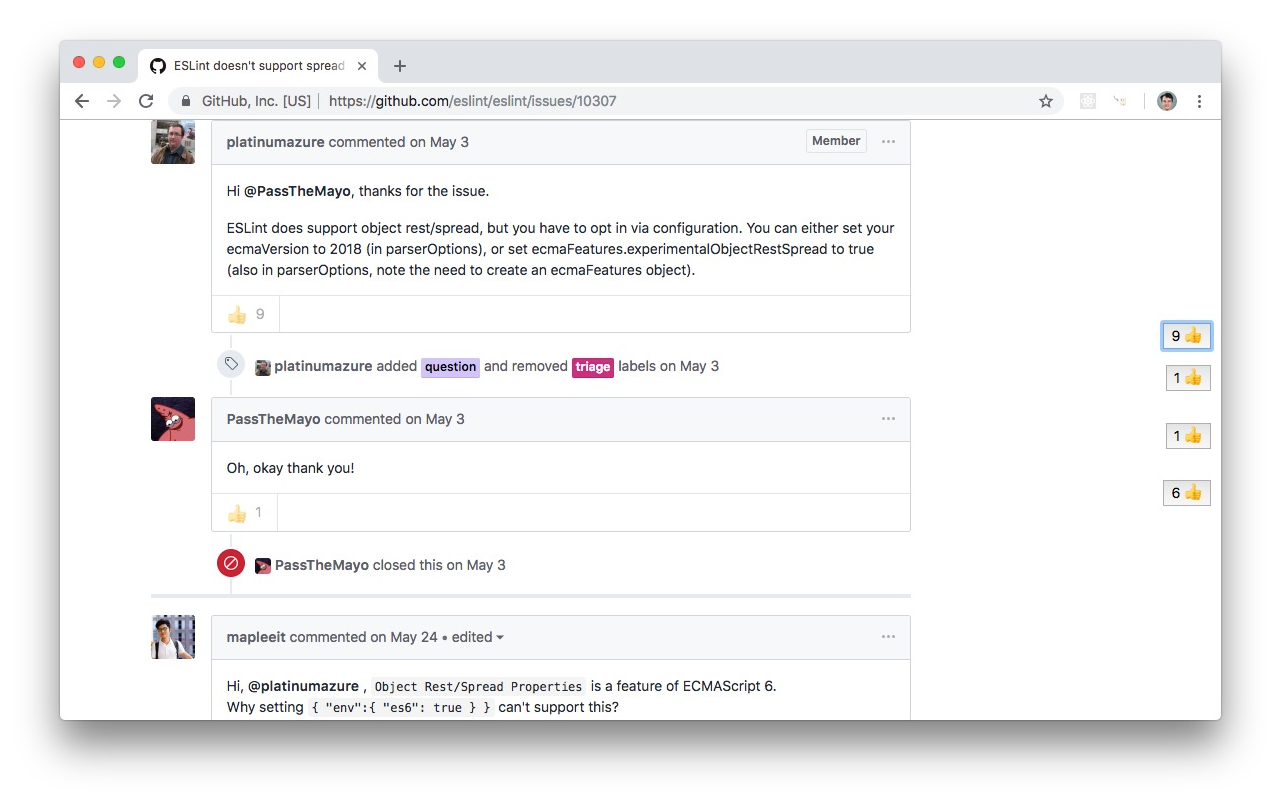 ESLint doesn't support spread
GitHub, Inc. [US] https://github.com/eslint/eslint/issues/10307
platinumazure commented on May 3 Member
Hi @PassTheMayo, thanks for the issue.
ESLint does support object rest/spread, but you have to opt in via configuration. You can either set your
ecmaVersion to 2018 (in parserOptions), or set ecmaFeatures.experimentalObjectRestSpread to true
(also in parserOptions, note the need to create an ecmaFeatures object).
👍 9
9 👍
platinumazure added question and removed triage labels on May 3
1 👍
PassTheMayo commented on May 3
1 👍
Oh, okay thank you!
6 👍
👍 1
PassTheMayo closed this on May 3
mapleeit commented on May 24 • edited
Hi, @platinumazure , Object Rest/Spread Properties is a feature of ECMAScript 6.
Why setting { "env":{ "es6": true } } can't support this?